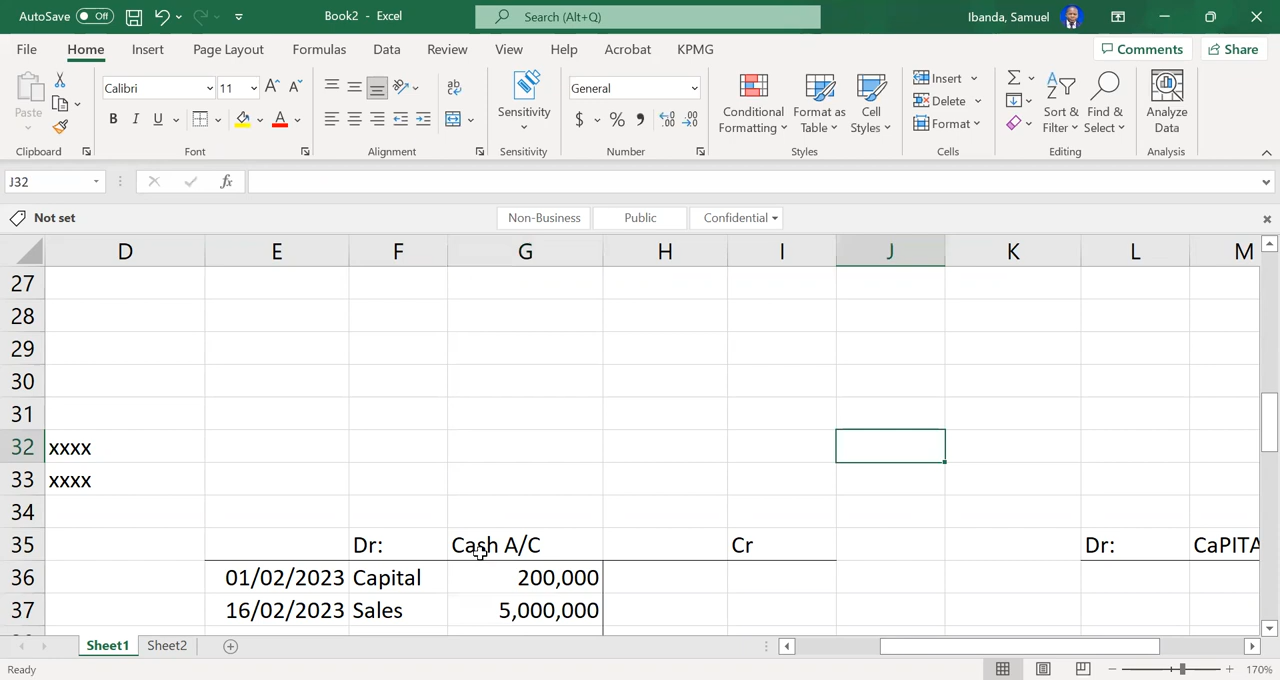 AutoSave Off Book2 - Excel Search (Alt+Q) Ibanda, Samuel
File Home Insert Page Layout Formulas Data Review View Help Acrobat KPMG Comments Share
Paste Calibri 11 A^ A^ B I U A ab General $ % 9 Sensitivity Conditional Formatting Format as Table Cell Styles Insert Delete Format Sort & Filter Find & Select Analyze Data
Clipboard Font Alignment Sensitivity Number Styles Cells Editing Analysis
J32 fx
Not set Non-Business Public Confidential
D E F G H I J K L M
27
28
29
30
31
32 xxxx
33 xxxx
34
35 Dr: Cash A/C Cr Dr: CaPITA
36 01/02/2023 Capital 200,000
37 16/02/2023 Sales 5,000,000
Sheet1 Sheet2
Ready 170%